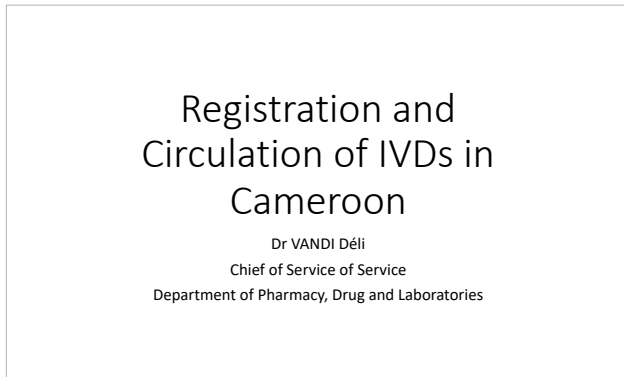 Registration and
Circulation of IVDs in
Cameroon
Dr VANDI Déli
Chief of Service of Service
Department of Pharmacy, Drug and Laboratories